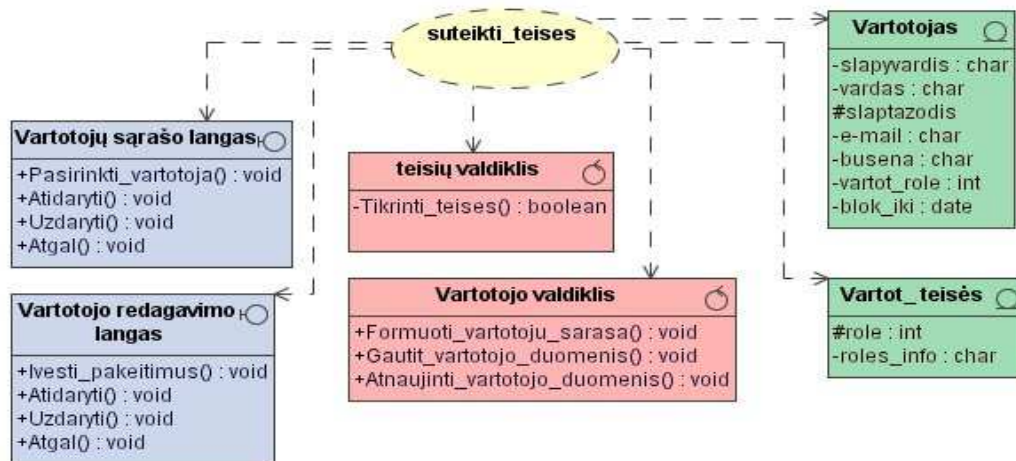 suteikti_teises
Vartotojas
-slapyvardis : char
-vardas : char
#slaptazodis
-e-mail : char
-busena : char
-vartot_role : int
-blok_iki : date
Vartotojų sąrašo langas
+Pasirinkti_vartotoja() : void
+Atidaryti() : void
+Uzdaryti() : void
+Atgal() : void
teisių valdiklis
-Tikrinti_teises() : boolean
Vartotojo redagavimo
langas
+Ivesti_pakeitimus() : void
+Atidaryti() : void
+Uzdaryti() : void
+Atgal() : void
Vartotojo valdiklis
+Formuoti_vartotoju_sarasa() : void
+Gautit_vartotojo_duomenis() : void
+Atnaujinti_vartotojo_duomenis() : void
Vartot_ teisės
#role : int
-roles_info : char